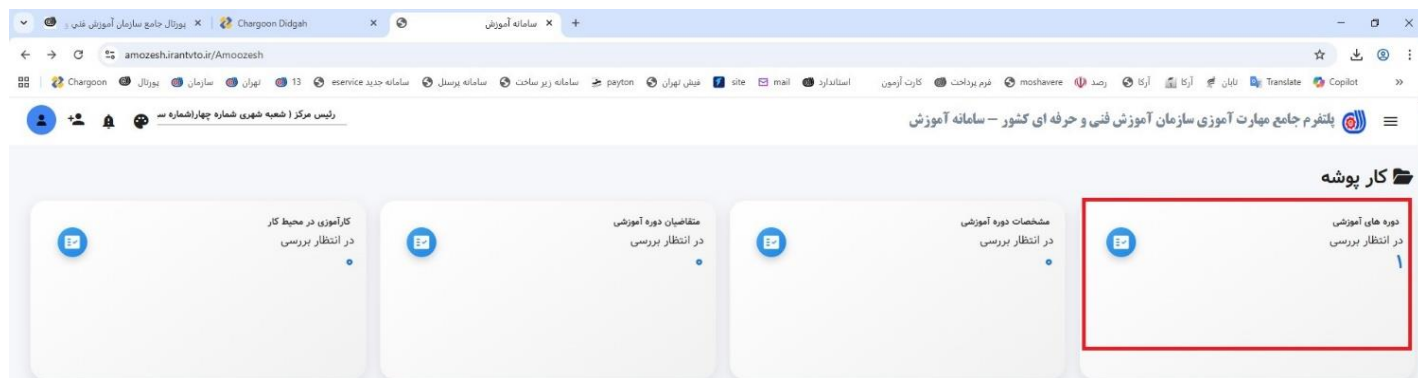 پورتال جامع سازمان آموزش فنی و
Chargoon Didgah
سامانه آموزش
amozesh.irantvto.ir/Amoozesh
Chargoon
پورتال
سازمان
تهران
13
سامانه جدید eservice
سامانه پرسنل
سامانه زیر ساخت
payton
فیش تهران
site
mail
استاندارد
کارت آزمون
فرم پرداخت
moshavere
رصد
آرکا
آرکا
تابان
Translate
Copilot
پلتفرم جامع مهارت آموزی سازمان آموزش فنی و حرفه ای کشور – سامانه آموزش
رئیس مرکز ( شعبه شهری شماره چهار(شماره س
کار پوشه
دوره های آموزشی
در انتظار بررسی
۱
مشخصات دوره آموزشی
در انتظار بررسی
۰
متقاضیان دوره آموزشی
در انتظار بررسی
۰
کارآموزی در محیط کار
در انتظار بررسی
۰